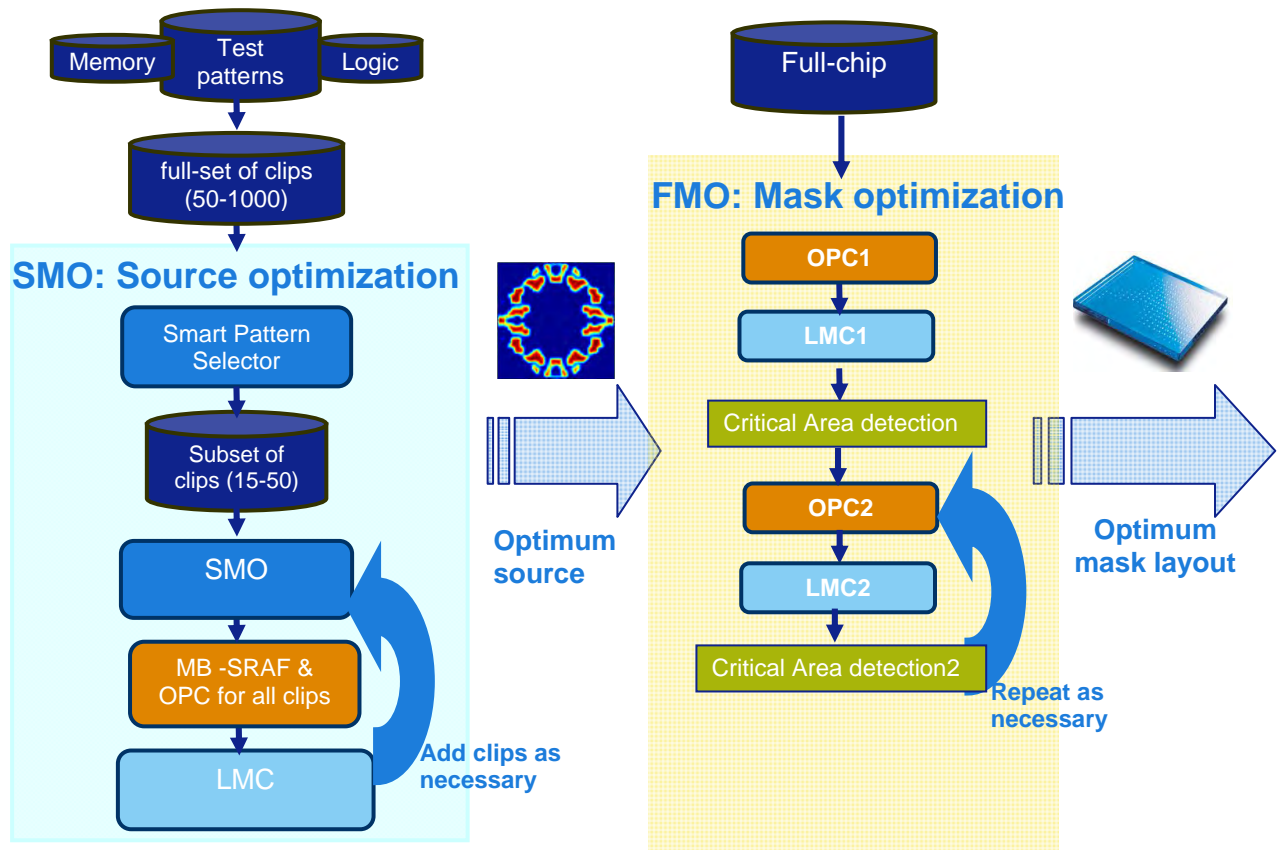 Memory
Test
patterns
Logic
full-set of clips
(50-1000)
SMO: Source optimization
Smart Pattern
Selector
Subset of
clips (15-50)
SMO
MB -SRAF &
OPC for all clips
LMC
Add clips as
necessary
Optimum
source
Full-chip
FMO: Mask optimization
OPC1
LMC1
Critical Area detection
OPC2
LMC2
Critical Area detection2
Repeat as
necessary
Optimum
mask layout